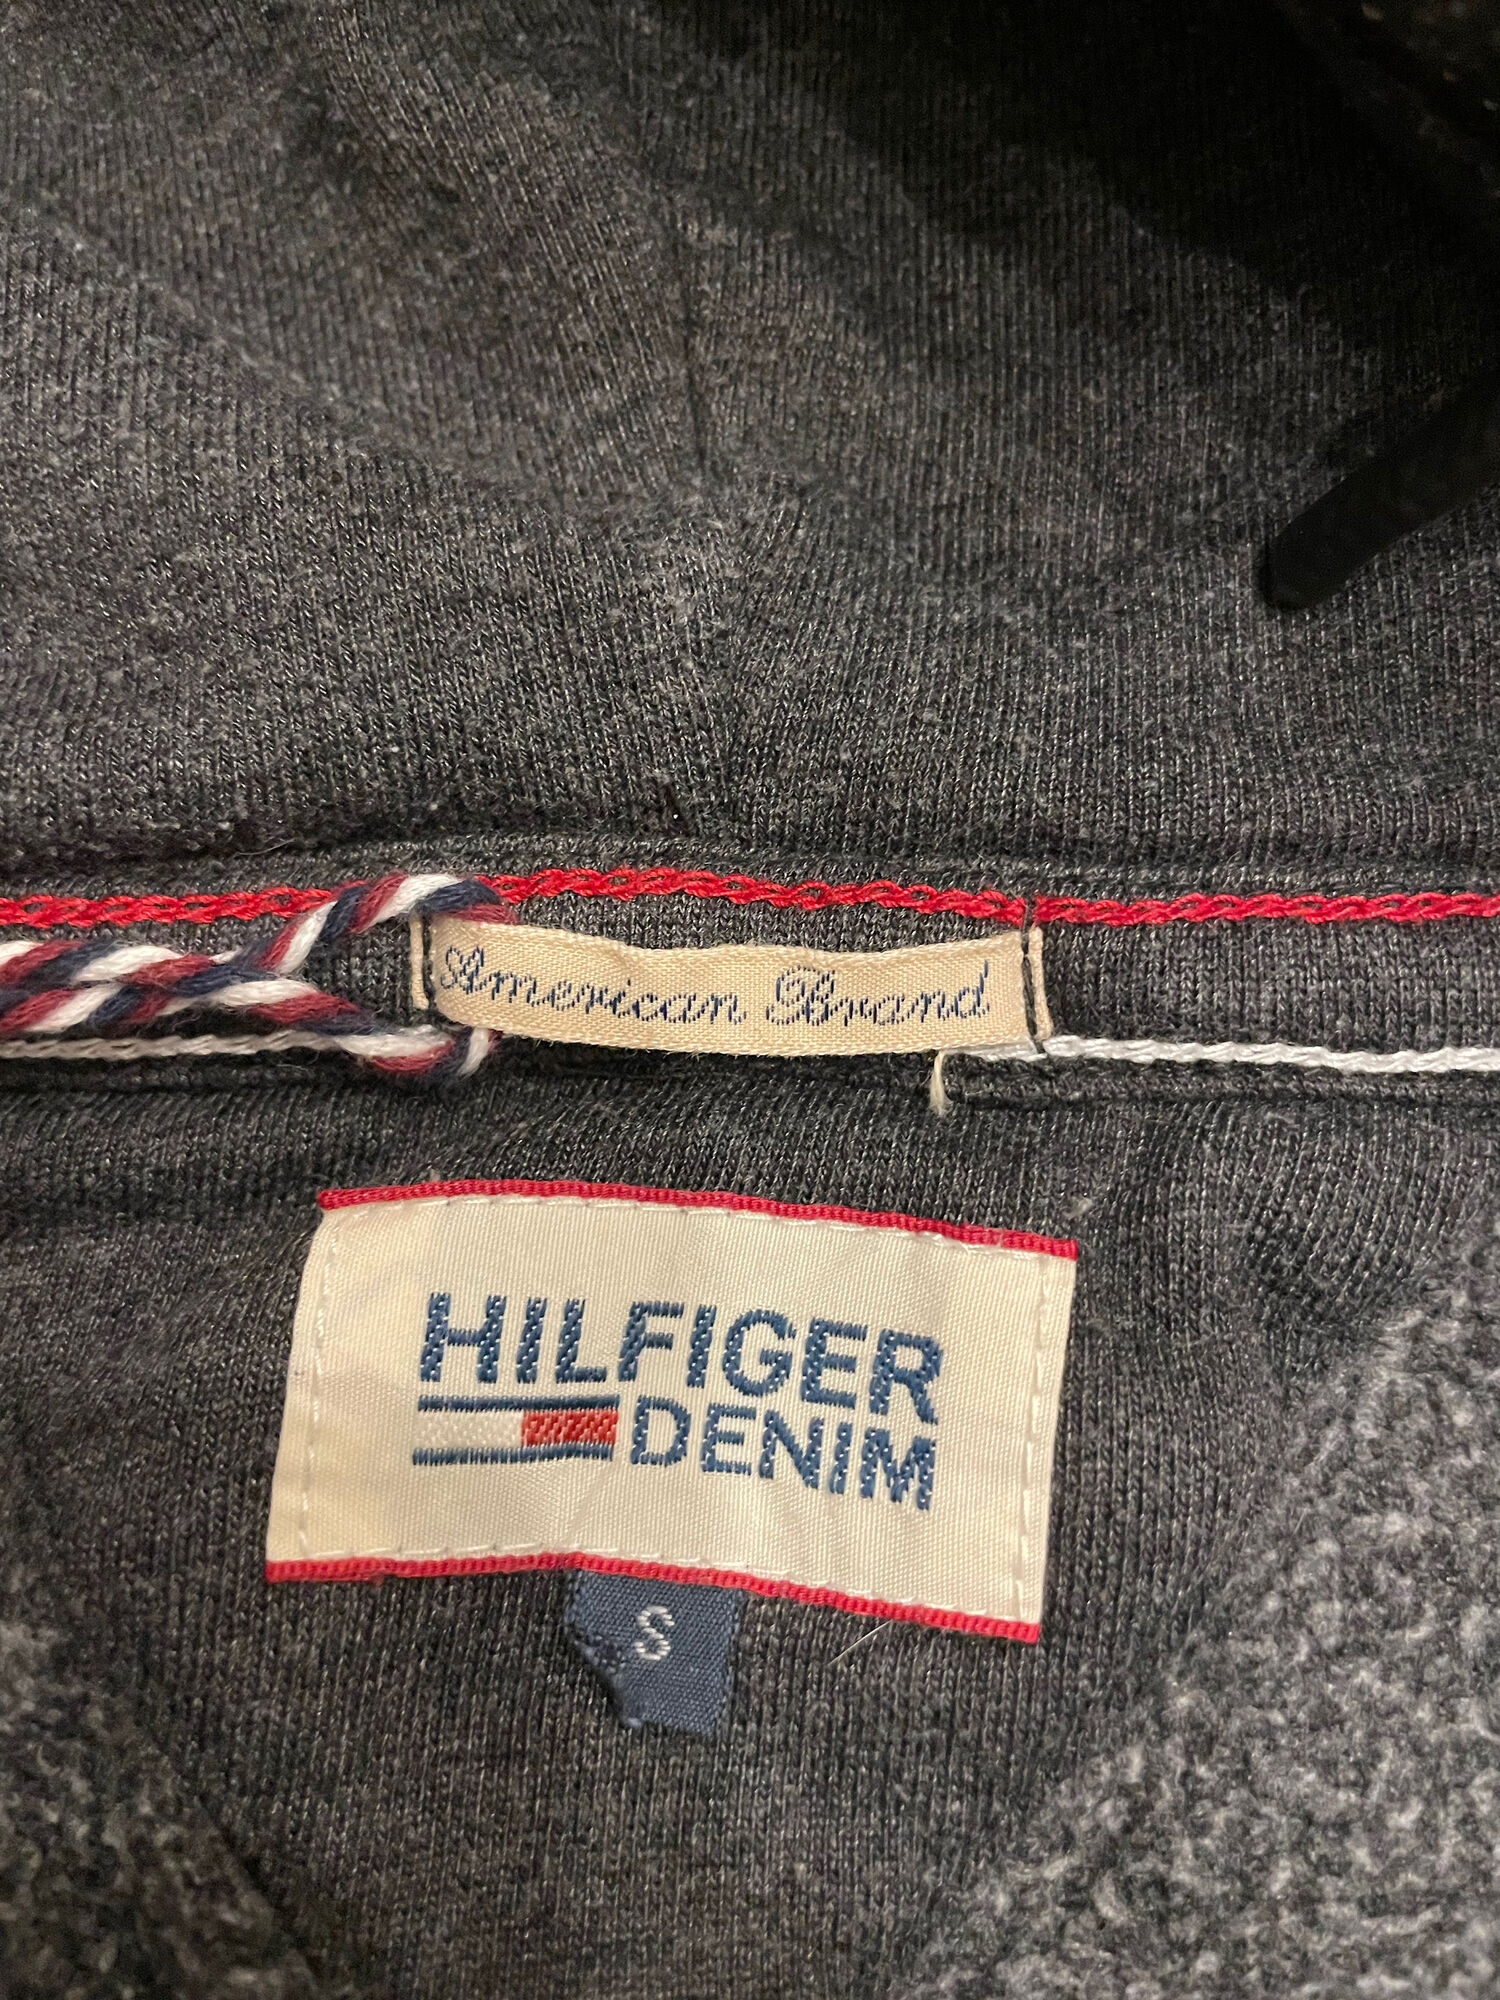 American Brand
HILFIGER
DENIM
S